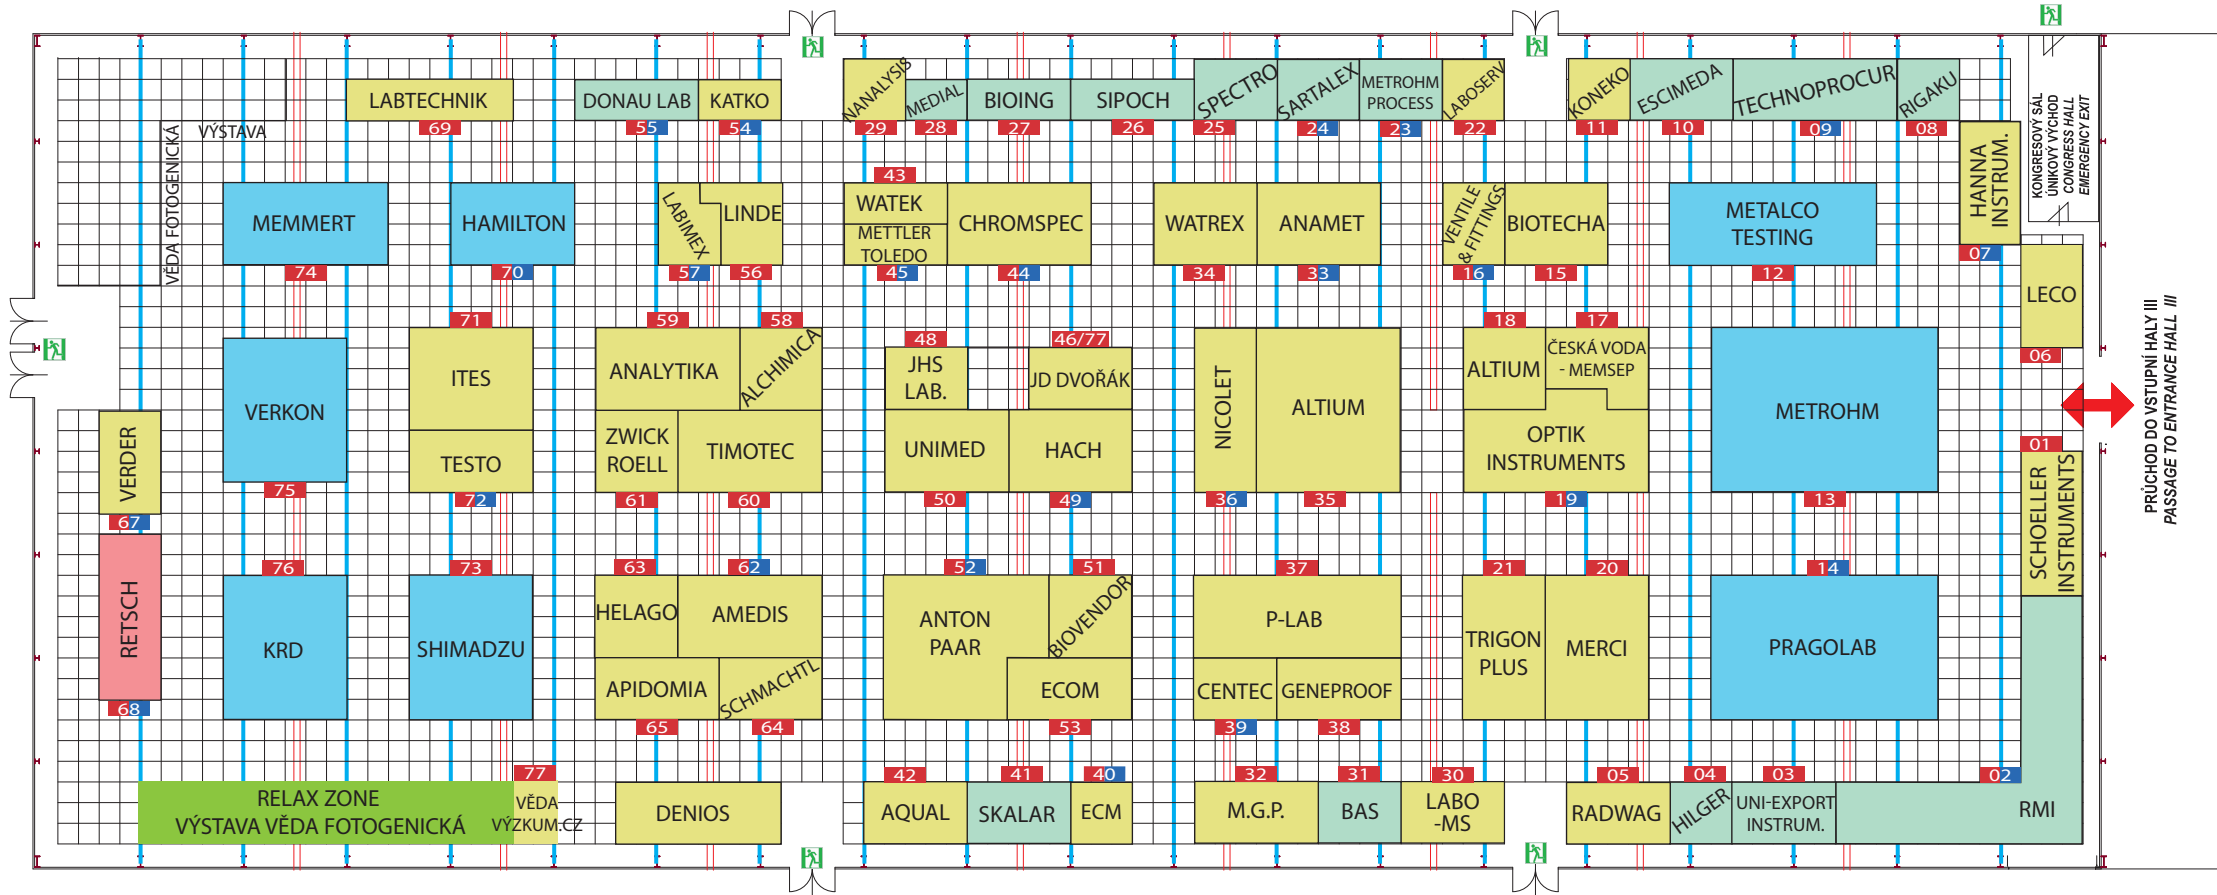 LABTECHNIK
69
DONAU LAB
55
KATKO
54
NANALYSIS
29
MEDIAL
28
BIOING
27
SIPOCH
26
SPECTRO
25
SARTALEX
24
METROHM
PROCESS
23
LABOSERV
22
KONEKO
11
ESCIMEDA
10
TECHNOPROCUR
09
RIGAKU
08
KONGRESOVÝ SÁL
ÚNIKOVÝ VÝCHOD
CONGRESS HALL
EMERGENCY EXIT
VÝSTAVA
VĚDA FOTOGENICKÁ
MEMMERT
74
HAMILTON
70
LABIMEX
57
LINDE
56
43
WATEK
METTLER
TOLEDO
45
CHROMSPEC
44
WATREX
34
ANAMET
33
VENTILE
& FITTINGS
16
BIOTECHA
15
METALCO
TESTING
12
HANNA
INSTRUM.
07
LECO
06
VERKON
75
71
ITES
TESTO
72
59
ANALYTIKA
58
ALCHIMICA
ZWICK
ROELL
61
TIMOTEC
60
48
JHS
LAB.
46/77
JD DVOŘÁK
UNIMED
50
HACH
49
NICOLET
36
ALTIUM
35
18
ALTIUM
17
ČESKÁ VODA
- MEMSEP
OPTIK
INSTRUMENTS
19
METROHM
13
PRŮCHOD DO VSTUPNÍ HALY III
PASSAGE TO ENTRANCE HALL III
01
SCHOELLER
INSTRUMENTS
VERDER
67
RETSCH
68
76
KRD
73
SHIMADZU
63
HELAGO
62
AMEDIS
APIDOMIA
65
SCHMACHTL
64
52
ANTON
PAAR
51
BIOVENDOR
ECOM
53
37
P-LAB
CENTEC
39
GENEPROOF
38
21
TRIGON
PLUS
20
MERCI
14
PRAGOLAB
RELAX ZONE
VÝSTAVA VĚDA FOTOGENICKÁ
77
VĚDA
VÝZKUM.CZ
DENIOS
42
AQUAL
41
SKALAR
40
ECM
32
M.G.P.
31
BAS
30
LABO
-MS
05
RADWAG
04
HILGER
03
UNI-EXPORT
INSTRUM.
02
RMI